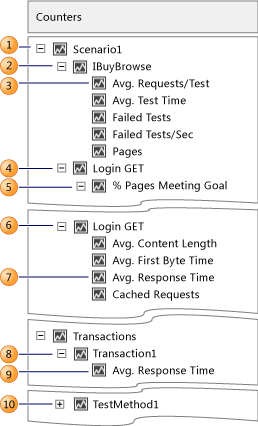 Counters
1 Scenario1
2 IBuyBrowse
3 Avg. Requests/Test
Avg. Test Time
Failed Tests
Failed Tests/Sec
Pages
4 Login GET
5 % Pages Meeting Goal
6 Login GET
Avg. Content Length
Avg. First Byte Time
7 Avg. Response Time
Cached Requests
Transactions
8 Transaction1
9 Avg. Response Time
10 TestMethod1